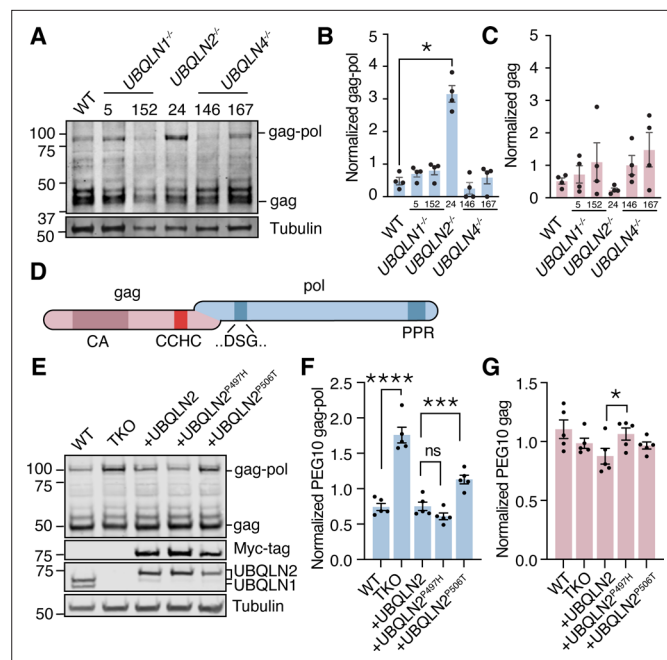 A
UBQLN1-/-
UBQLN2-/-
UBQLN4-/-
WT 5 152 24 146 167
100
75
50
37
50
gag-pol
gag
Tubulin
B
Normalized gag-pol
5
4
3
2
1
0
*
WT
5 152 24 146 167
UBQLN1-/-
UBQLN2-/-
UBQLN4-/-
C
Normalized gag
5
4
3
2
1
0
WT
5 152 24 146 167
UBQLN1-/-
UBQLN2-/-
UBQLN4-/-
D
gag pol
CA CCHC ..DSG.. PPR
E
WT
TKO
+UBQLN2
+UBQLN2P497H
+UBQLN2P506T
100
75
50
75
75
50
gag-pol
gag
Myc-tag
UBQLN2
UBQLN1
Tubulin
F
Normalized PEG10 gag-pol
2.5
2.0
1.5
1.0
0.5
0.0
****
***
ns
WT
TKO
+UBQLN2
+UBQLN2P497H
+UBQLN2P506T
G
Normalized PEG10 gag
1.5
1.0
0.5
0.0
*
WT
TKO
+UBQLN2
+UBQLN2P497H
+UBQLN2P506T